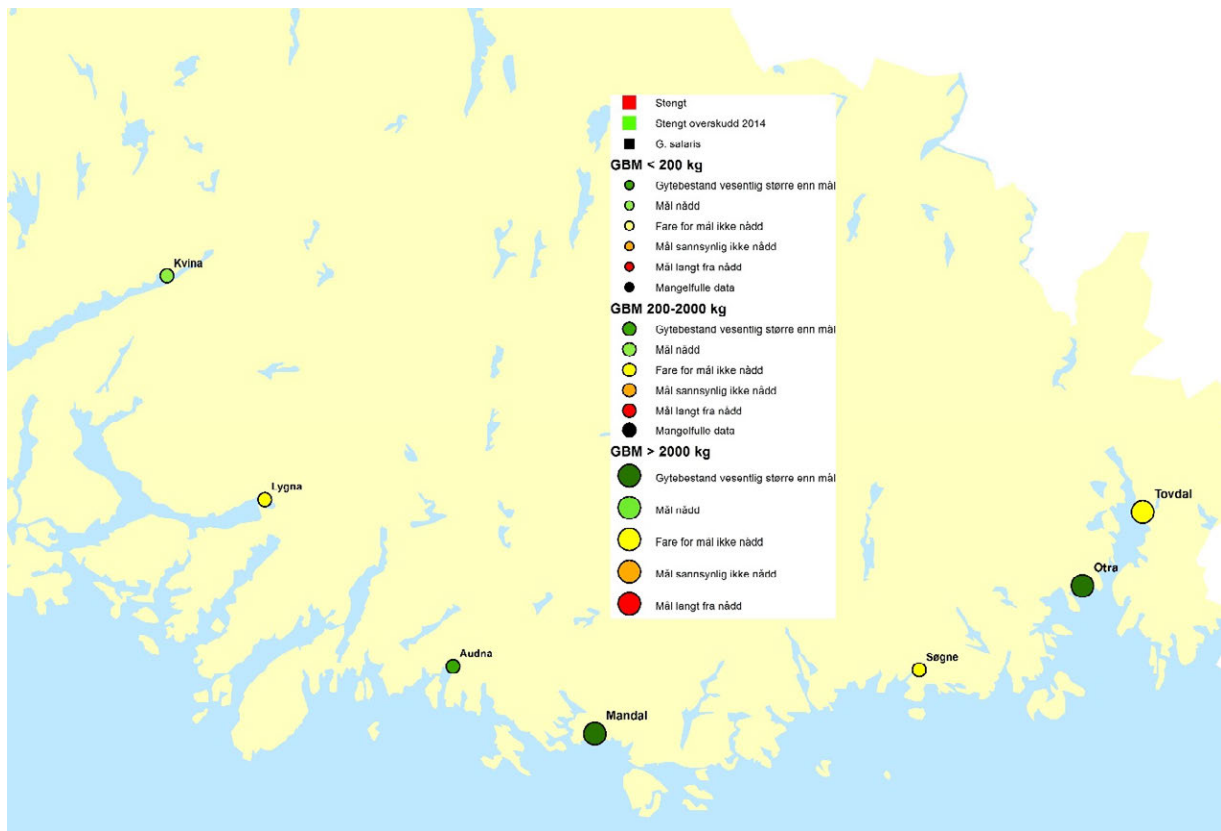 Stengt
Stengt overskudd 2014
G. salaris
GBM < 200 kg
Gytebestand vesentlig større enn mål
Mål nådd
Fare for mål ikke nådd
Mål sannsynlig ikke nådd
Mål langt fra nådd
Mangelfulle data
GBM 200-2000 kg
Gytebestand vesentlig større enn mål
Mål nådd
Fare for mål ikke nådd
Mål sannsynlig ikke nådd
Mål langt fra nådd
Mangelfulle data
GBM > 2000 kg
Gytebestand vesentlig større enn mål
Mål nådd
Fare for mål ikke nådd
Mål sannsynlig ikke nådd
Mål langt fra nådd
Kvina
Lygna
Tovdal
Otra
Audna
Søgne
Mandal